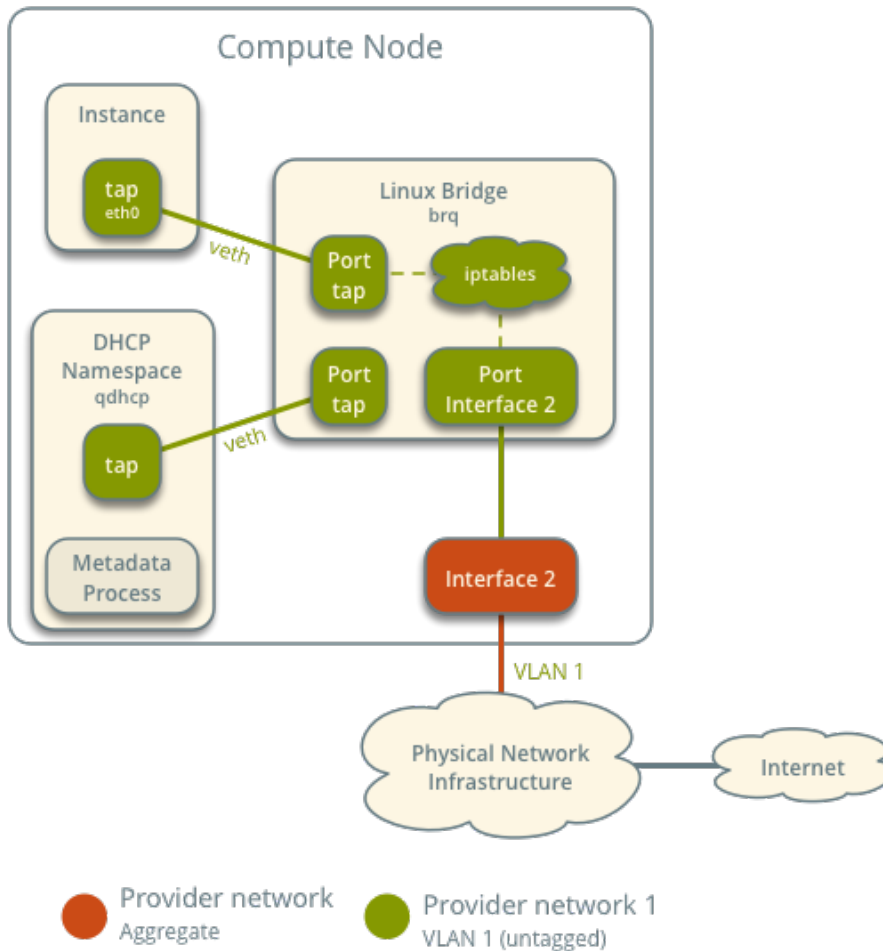 Compute Node
Instance
tap
eth0
veth
Linux Bridge
brq
Port
tap
iptables
DHCP
Namespace
qdhcp
tap
veth
Port
tap
Port
Interface 2
Metadata
Process
Interface 2
VLAN 1
Physical Network
Infrastructure
Internet
Provider network
Aggregate
Provider network 1
VLAN 1 (untagged)